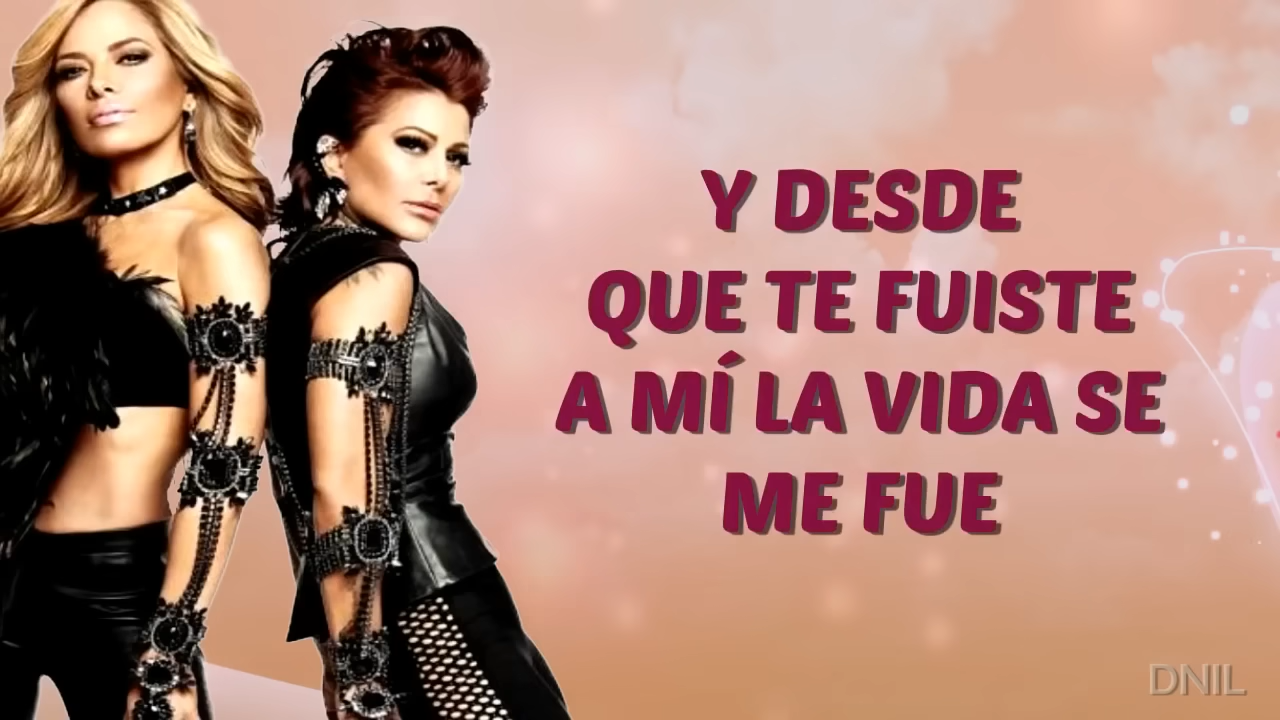 Y DESDE
QUE TE FUISTE
A MÍ LA VIDA SE
ME FUE
DNIL